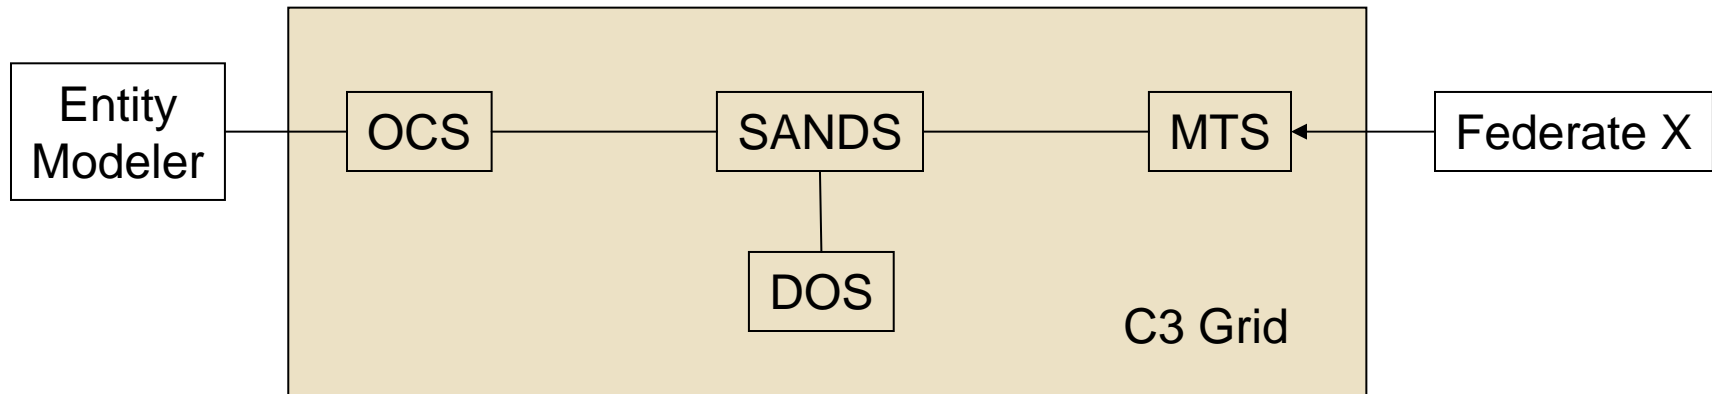 Entity
Modeler
OCS
SANDS
MTS
Federate X
DOS
C3 Grid